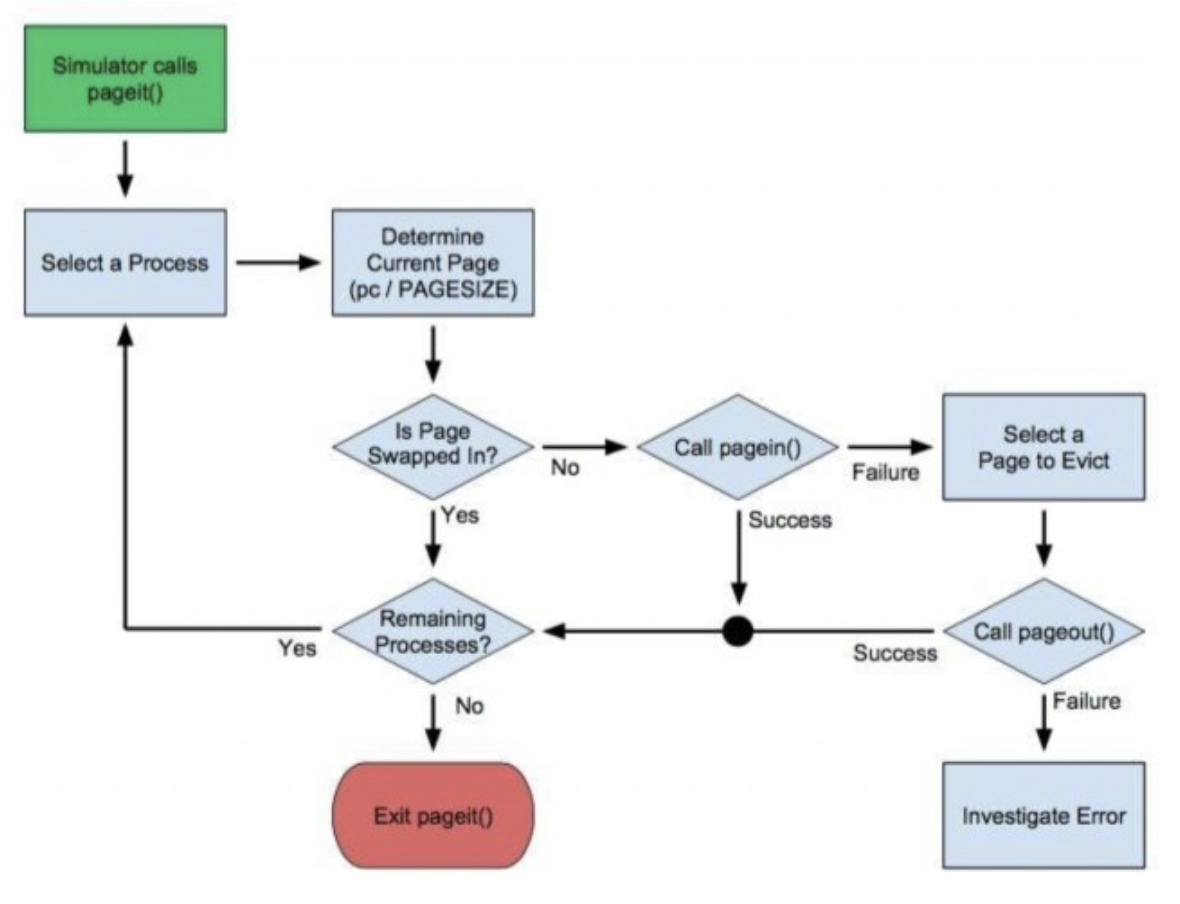 Simulator calls
pageit()
Select a Process
Determine
Current Page
(pc / PAGESIZE)
Is Page
Swapped In?
No
Call pagein()
Failure
Select a
Page to Evict
Yes
Success
Remaining
Processes?
Yes
Success
Call pageout()
No
Failure
Exit pageit()
Investigate Error